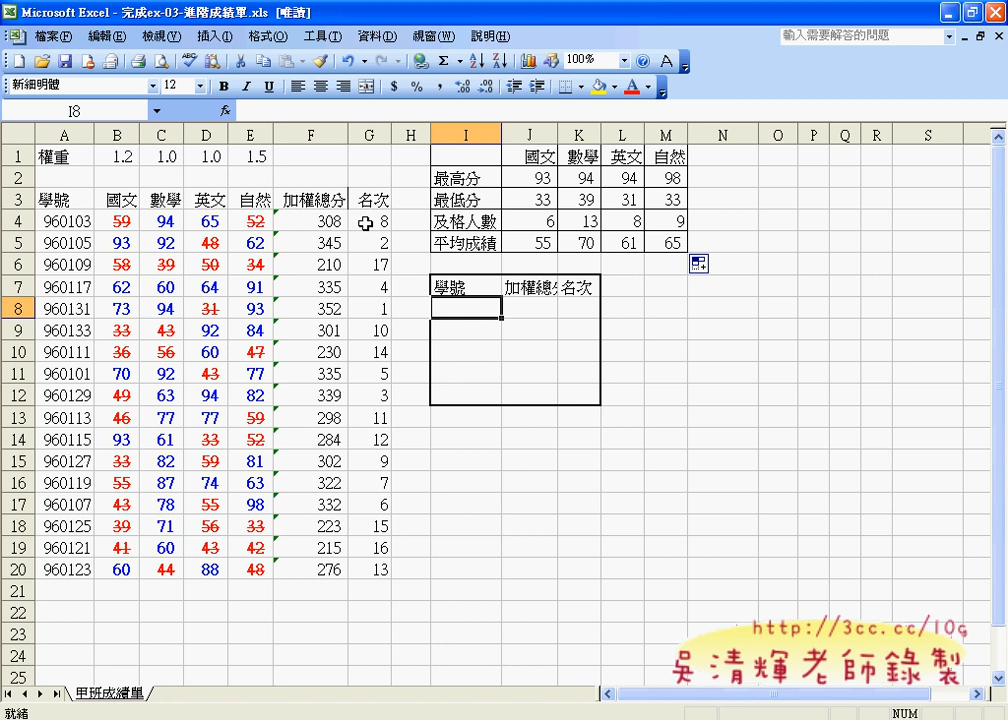 Microsoft Excel - 完成ex-03-進階成績單.xls [唯讀]
檔案(F) 編輯(E) 檢視(V) 插入(I) 格式(O) 工具(T) 資料(D) 視窗(W) 說明(H) 輸入需要解答的問題
100%
新細明體 12 B I U $ %
I8 fx
A B C D E F G H I J K L M N O P Q R S
1 權重 1.2 1.0 1.0 1.5 國文 數學 英文 自然
2 最高分 93 94 94 98
3 學號 國文 數學 英文 自然 加權總分 名次 最低分 33 39 31 33
4 960103 59 94 65 52 308 8 及格人數 6 13 8 9
5 960105 93 92 48 62 345 2 平均成績 55 70 61 65
6 960109 58 39 50 34 210 17
7 960117 62 60 64 91 335 4 學號 加權總 名次
8 960131 73 94 31 93 352 1
9 960133 33 43 92 84 301 10
10 960111 36 56 60 47 230 14
11 960101 70 92 43 77 335 5
12 960129 49 63 94 82 339 3
13 960113 46 77 77 59 298 11
14 960115 93 61 33 52 284 12
15 960127 33 82 59 81 302 9
16 960119 55 87 74 63 322 7
17 960107 43 78 55 98 332 6
18 960125 39 71 56 33 223 15
19 960121 41 60 43 42 215 16
20 960123 60 44 88 48 276 13
21
22
23
24
25
http://3cc.cc/10g
吳清輝老師錄製
甲班成績單
就緒 NUM